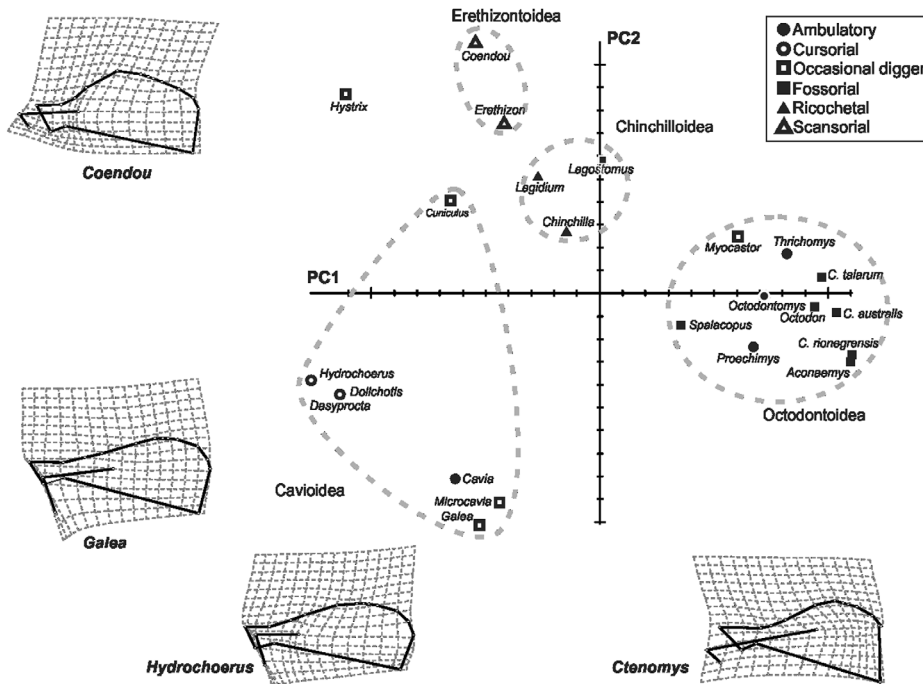 Erethizontoidea
PC2
Coendou
Hystrix
Erethizon
Chinchilloidea
Lagostomus
Lagidium
Cuniculus
Chinchilla
Ambulatory
Cursorial
Occasional digger
Fossorial
Ricochetal
Scansorial
Coendou
PC1
Myocastor
Thrichomys
C. talarum
Octodontomys
Octodon
C. australis
Spalacopus
C. rionegrensis
Proechimys
Aconaemys
Octodontoidea
Hydrochoerus
Dolichotis
Dasyprocta
Cavioidea
Cavia
Microcavia
Galea
Galea
Hydrochoerus
Ctenomys